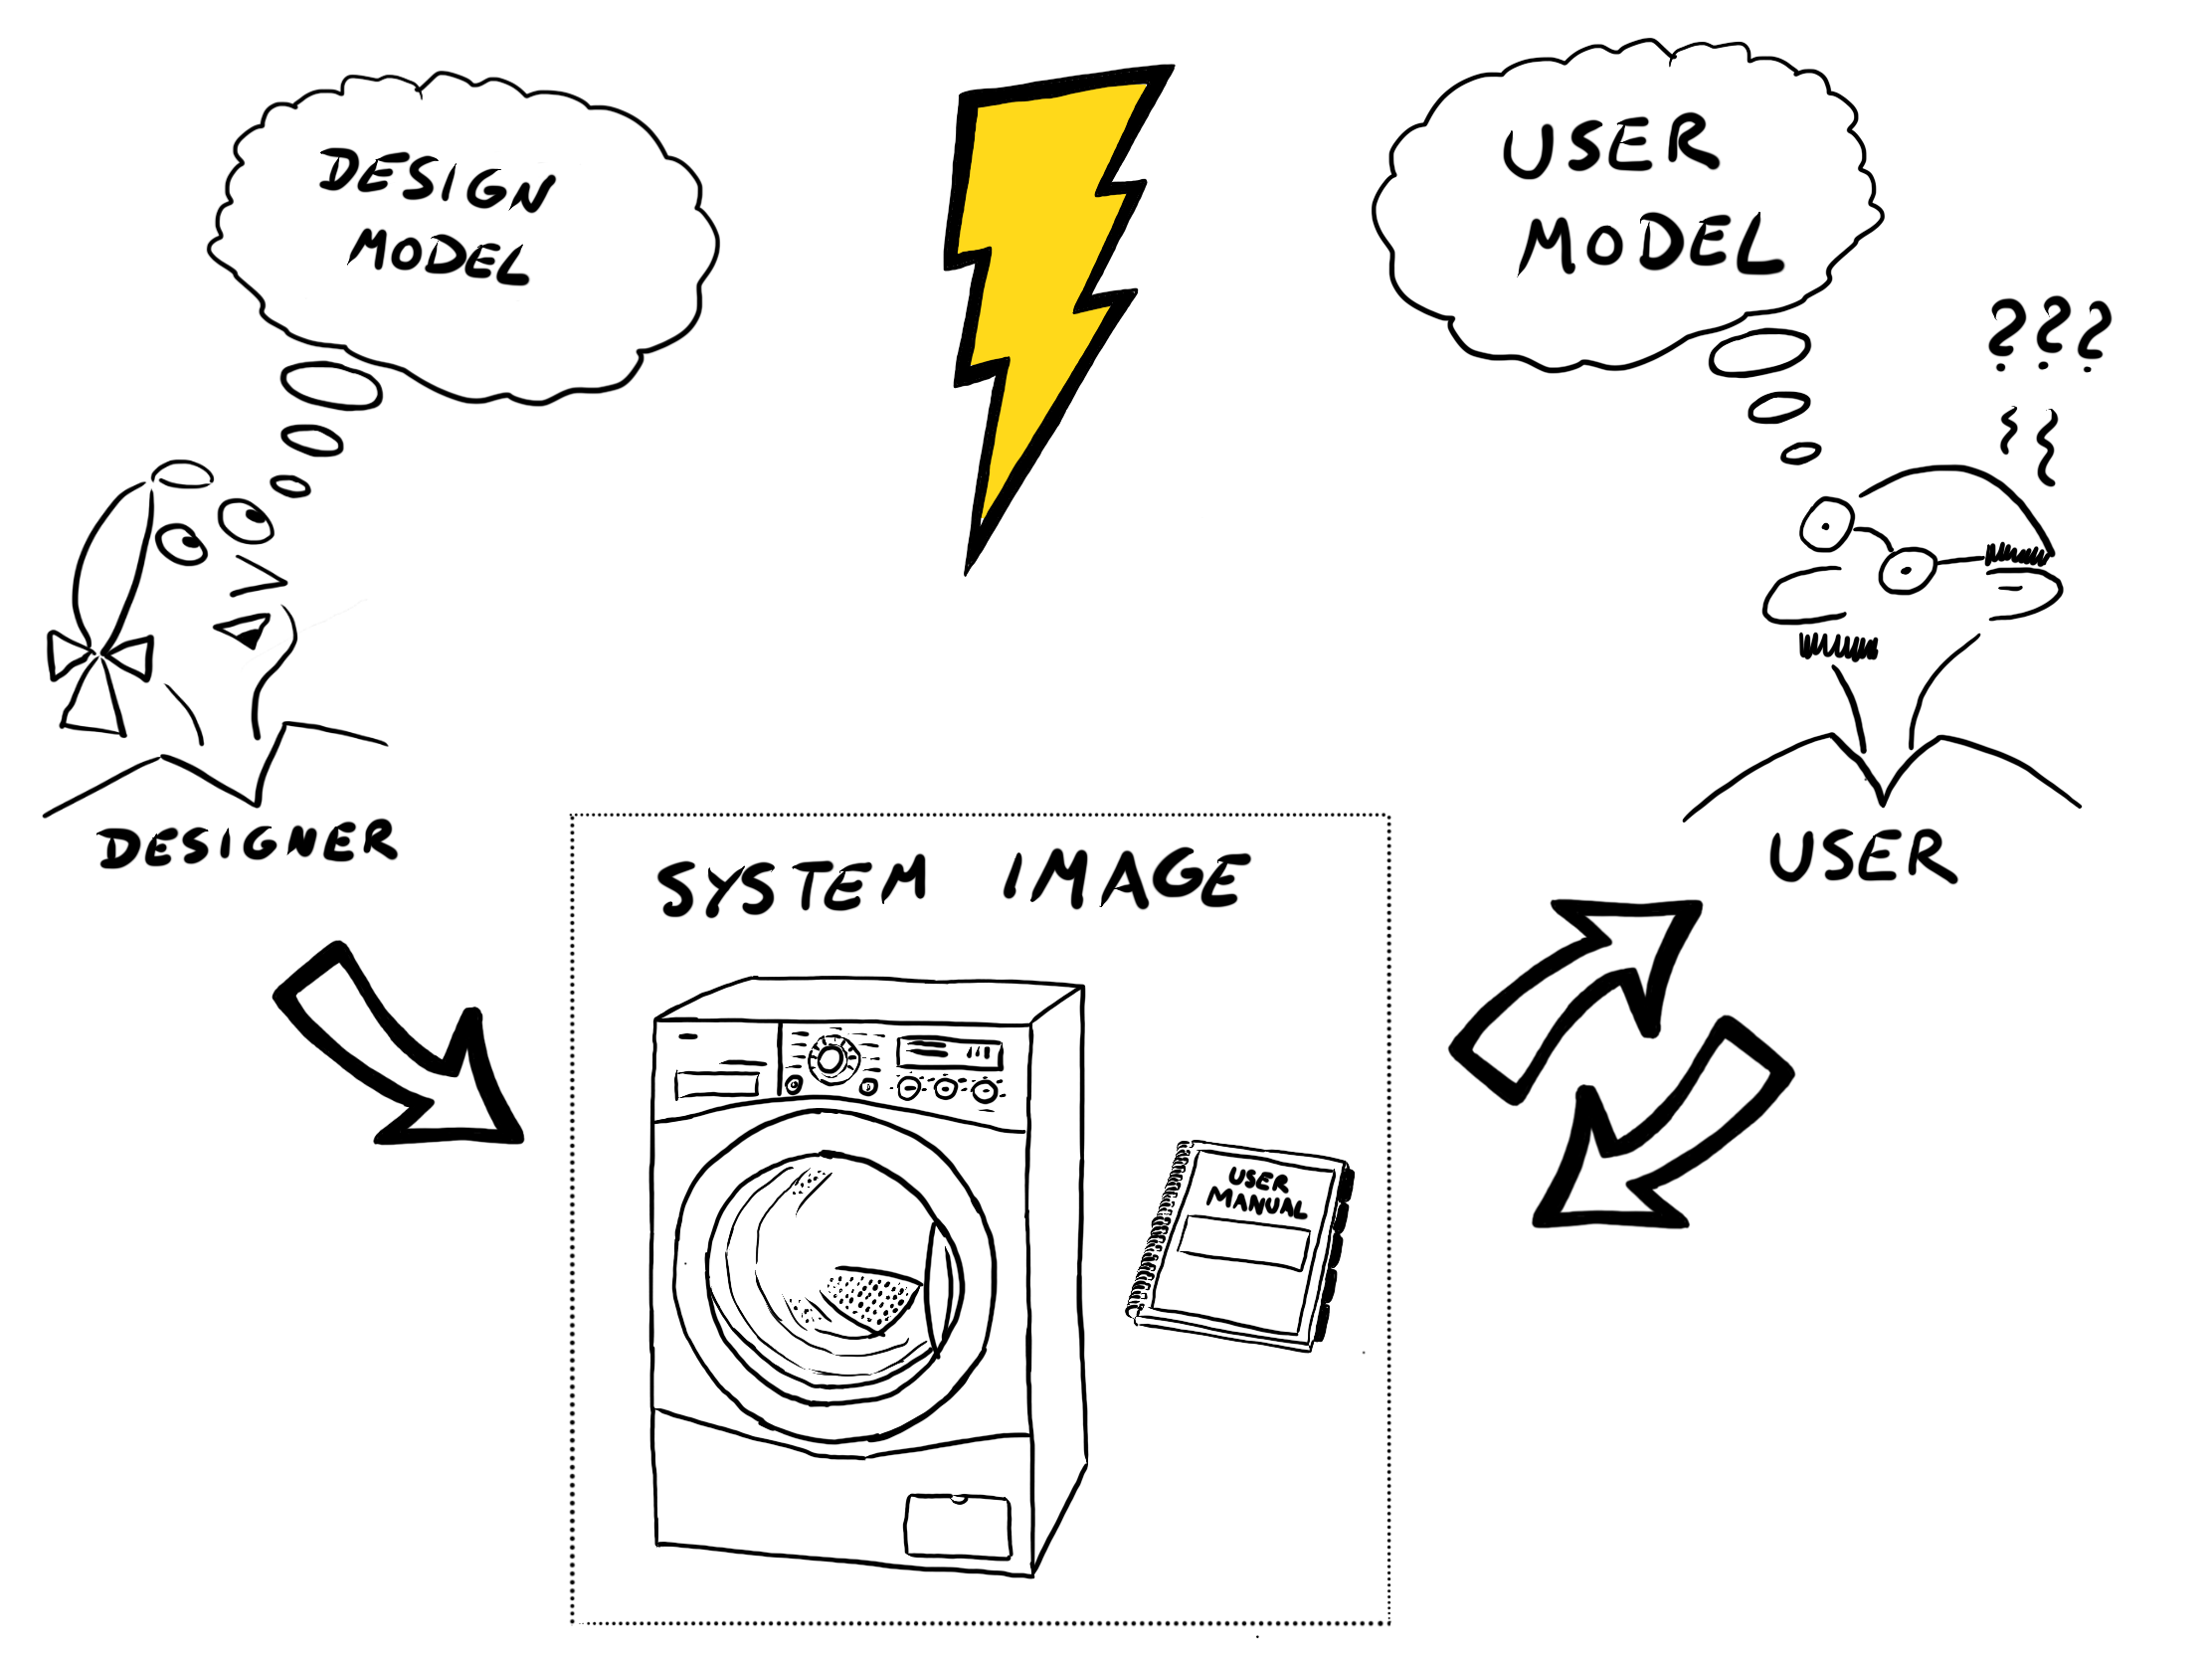 DESIGN
MODEL
USER
MODEL
???
DESIGNER
USER
SYSTEM IMAGE
USER
MANUAL